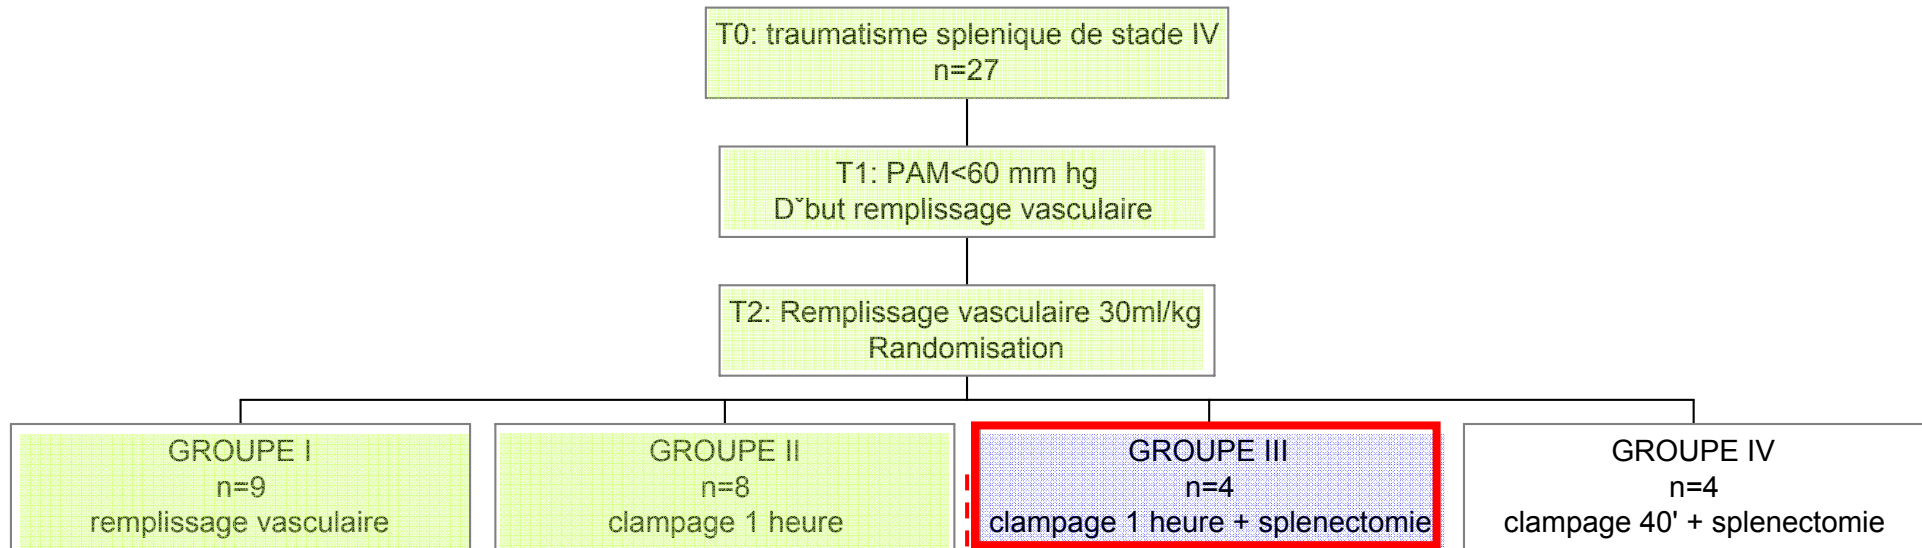 T0: traumatisme splenique de stade IV
n=27
T1: PAM<60 mm hg
Dˇbut remplissage vasculaire
T2: Remplissage vasculaire 30ml/kg
Randomisation
GROUPE I
n=9
remplissage vasculaire
GROUPE II
n=8
clampage 1 heure
GROUPE III
n=4
clampage 1 heure + splenectomie
GROUPE IV
n=4
clampage 40' + splenectomie